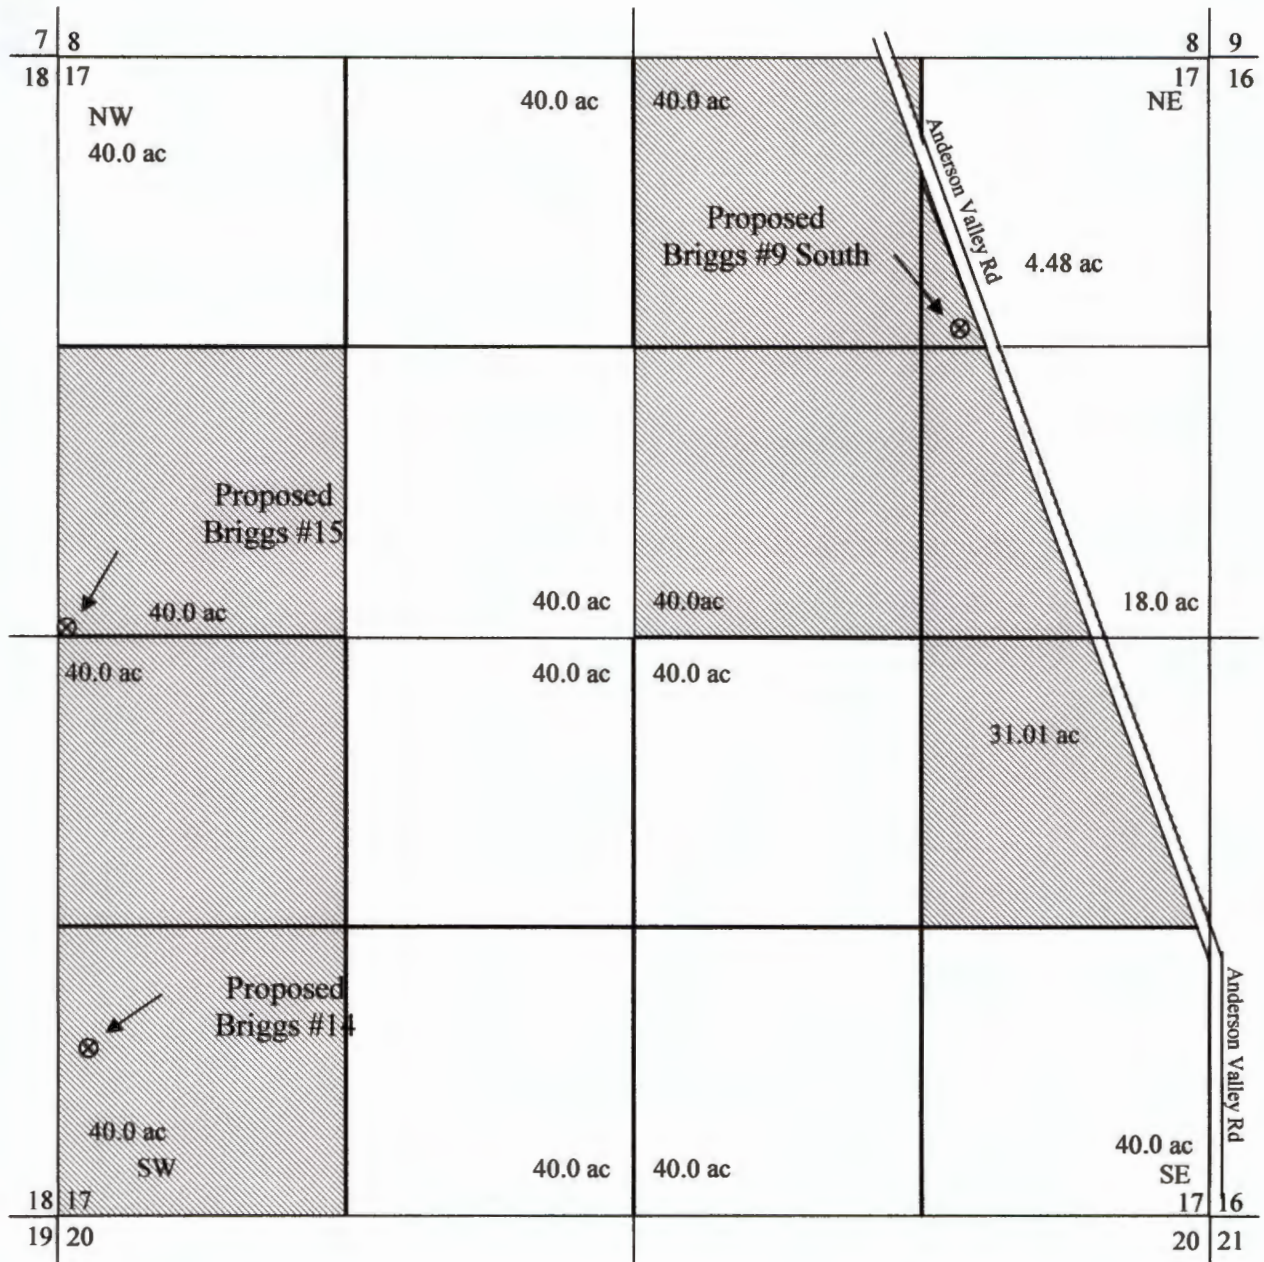 7 8
8 9
18 17
17 16
NW
40.0 ac
40.0 ac
40.0 ac
NE
Anderson Valley Rd
Proposed
Briggs #9 South
4.48 ac
Proposed
Briggs #15
40.0 ac
40.0 ac
40.0ac
18.0 ac
40.0 ac
40.0 ac
40.0 ac
31.01 ac
Proposed
Briggs #14
Anderson Valley Rd
40.0 ac
SW
40.0 ac
40.0 ac
40.0 ac
SE
18 17
17 16
19 20
20 21